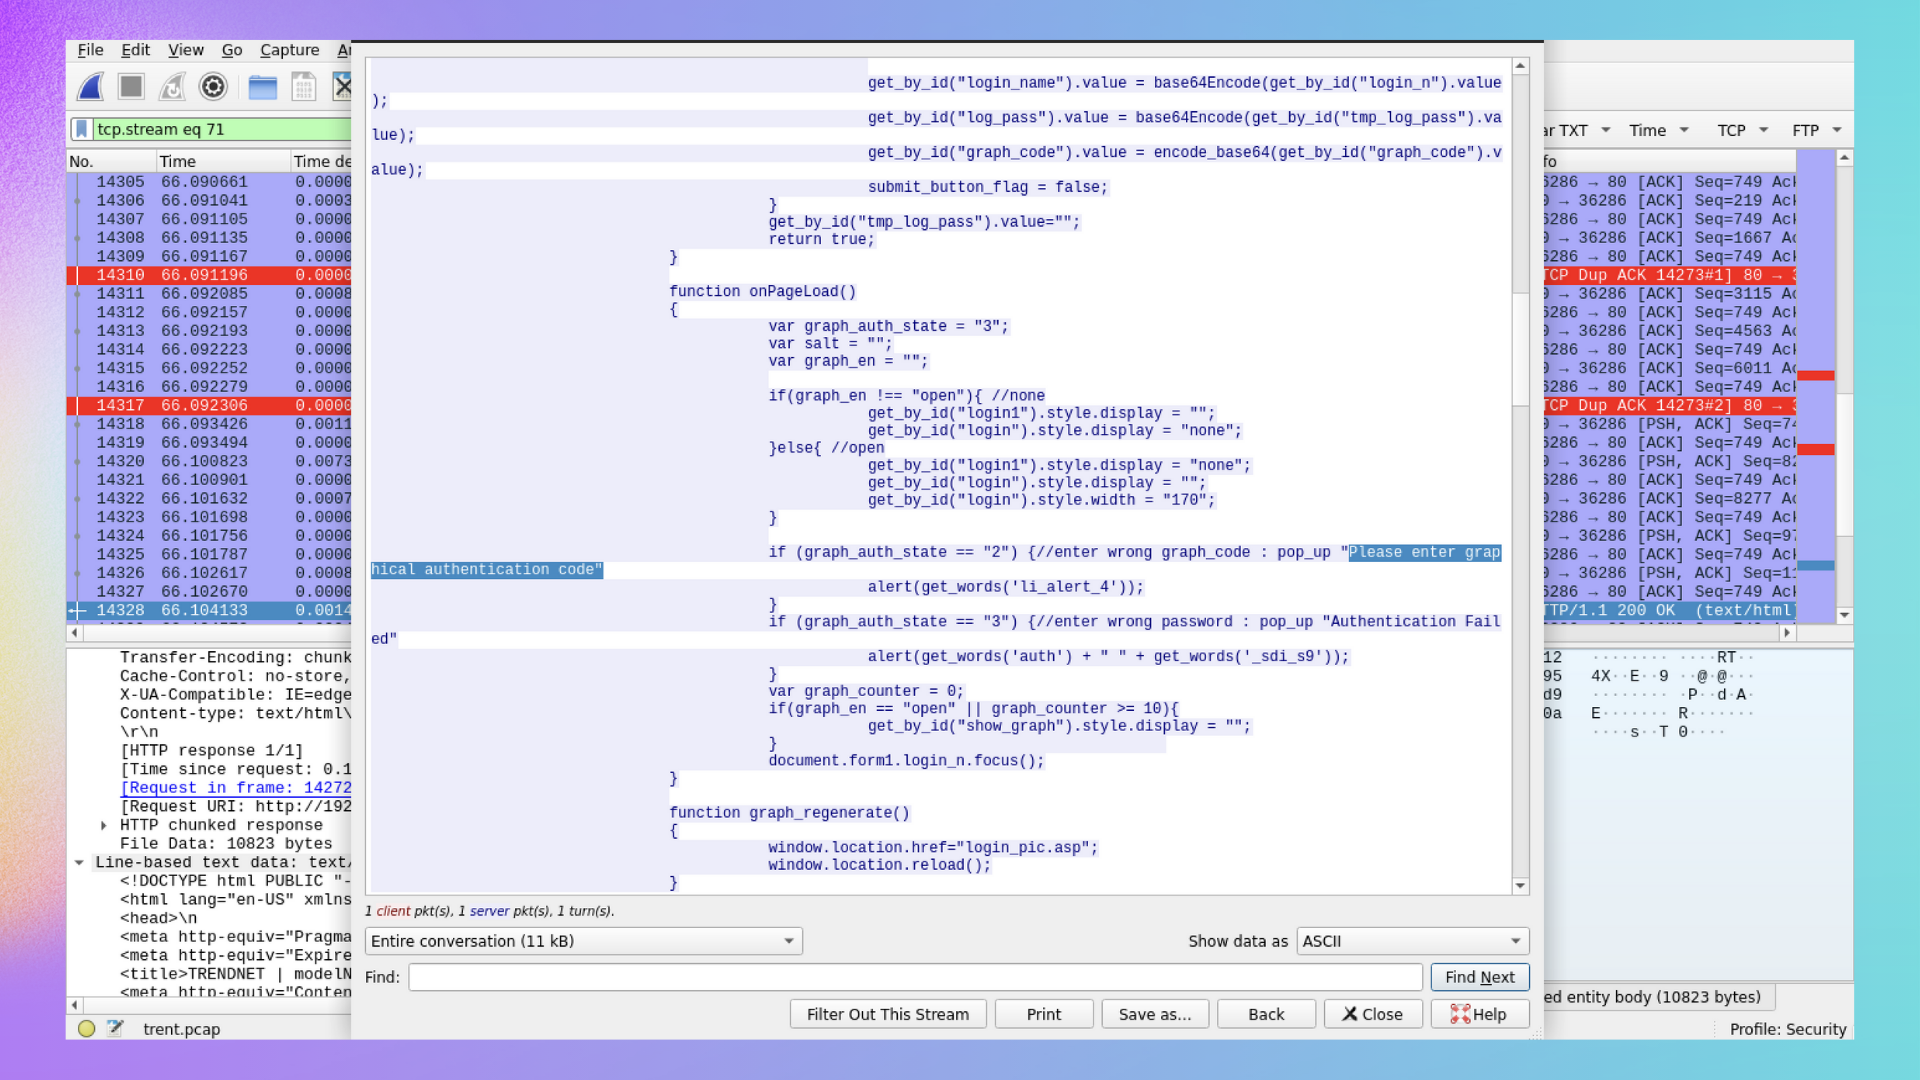 File Edit View Go Capture
tcp.stream eq 71
ar TXT Time TCP FTP
No. Time Time de
fo
14305 66.090661 0.0000
14306 66.091041 0.0003
14307 66.091105 0.0000
14308 66.091135 0.0000
14309 66.091167 0.0000
14310 66.091196 0.0000
14311 66.092085 0.0008
14312 66.092157 0.0000
14313 66.092193 0.0000
14314 66.092223 0.0000
14315 66.092252 0.0000
14316 66.092279 0.0000
14317 66.092306 0.0000
14318 66.093426 0.0011
14319 66.093494 0.0000
14320 66.100823 0.0073
14321 66.100901 0.0000
14322 66.101632 0.0007
14323 66.101698 0.0000
14324 66.101756 0.0000
14325 66.101787 0.0000
14326 66.102617 0.0008
14327 66.102670 0.0000
14328 66.104133 0.0014
Transfer-Encoding: chunk
Cache-Control: no-store,
X-UA-Compatible: IE=edge
Content-type: text/html\
\r\n
[HTTP response 1/1]
[Time since request: 0.1
[Request in frame: 14272
[Request URI: http://192
HTTP chunked response
File Data: 10823 bytes
Line-based text data: text/
<!DOCTYPE html PUBLIC "-
<html lang="en-US" xmlns
<head>\n
<meta http-equiv="Pragma
<meta http-equiv="Expire
<title>TRENDNET | modelN
<meta http-equiv="Conten
trent.pcap
get_by_id("login_name").value = base64Encode(get_by_id("login_n").value
);
get_by_id("log_pass").value = base64Encode(get_by_id("tmp_log_pass").va
lue);
get_by_id("graph_code").value = encode_base64(get_by_id("graph_code").v
alue);
submit_button_flag = false;
}
get_by_id("tmp_log_pass").value="";
return true;
}
function onPageLoad()
{
var graph_auth_state = "3";
var salt = "";
var graph_en = "";
if(graph_en !== "open"){ //none
get_by_id("login1").style.display = "";
get_by_id("login").style.display = "none";
}else{ //open
get_by_id("login1").style.display = "none";
get_by_id("login").style.display = "";
get_by_id("login").style.width = "170";
}
if (graph_auth_state == "2") {//enter wrong graph_code : pop_up "Please enter grap
hical authentication code"
alert(get_words('li_alert_4'));
}
if (graph_auth_state == "3") {//enter wrong password : pop_up "Authentication Fail
ed"
alert(get_words('auth') + " " + get_words('_sdi_s9'));
}
var graph_counter = 0;
if(graph_en == "open" || graph_counter >= 10){
get_by_id("show_graph").style.display = "";
}
document.form1.login_n.focus();
}
function graph_regenerate()
{
window.location.href="login_pic.asp";
window.location.reload();
}
1 client pkt(s), 1 server pkt(s), 1 turn(s).
Entire conversation (11 kB) Show data as ASCII
Find: Find Next
Filter Out This Stream Print Save as... Back Close Help
6286 → 80 [ACK] Seq=749 Ack
→ 36286 [ACK] Seq=219 Ack
6286 → 80 [ACK] Seq=749 Ack
→ 36286 [ACK] Seq=1667 Ac
6286 → 80 [ACK] Seq=749 Ack
TCP Dup ACK 14273#1] 80 →
→ 36286 [ACK] Seq=3115 Ac
6286 → 80 [ACK] Seq=749 Ack
→ 36286 [ACK] Seq=4563 Ac
6286 → 80 [ACK] Seq=749 Ack
→ 36286 [ACK] Seq=6011 Ac
6286 → 80 [ACK] Seq=749 Ack
TCP Dup ACK 14273#2] 80 →
→ 36286 [PSH, ACK] Seq=74
6286 → 80 [ACK] Seq=749 Ack
→ 36286 [PSH, ACK] Seq=82
6286 → 80 [ACK] Seq=749 Ack
→ 36286 [ACK] Seq=8277 Ac
6286 → 80 [ACK] Seq=749 Ack
→ 36286 [PSH, ACK] Seq=97
6286 → 80 [ACK] Seq=749 Ack
→ 36286 [PSH, ACK] Seq=11
6286 → 80 [ACK] Seq=749 Ack
TTP/1.1 200 OK (text/html)
12 ········ ····RT··
95 4X··E··9 ··@·@···
d9 ········ ·P··d·A·
0a E······· R·······
····s··T 0····
ed entity body (10823 bytes)
Profile: Security